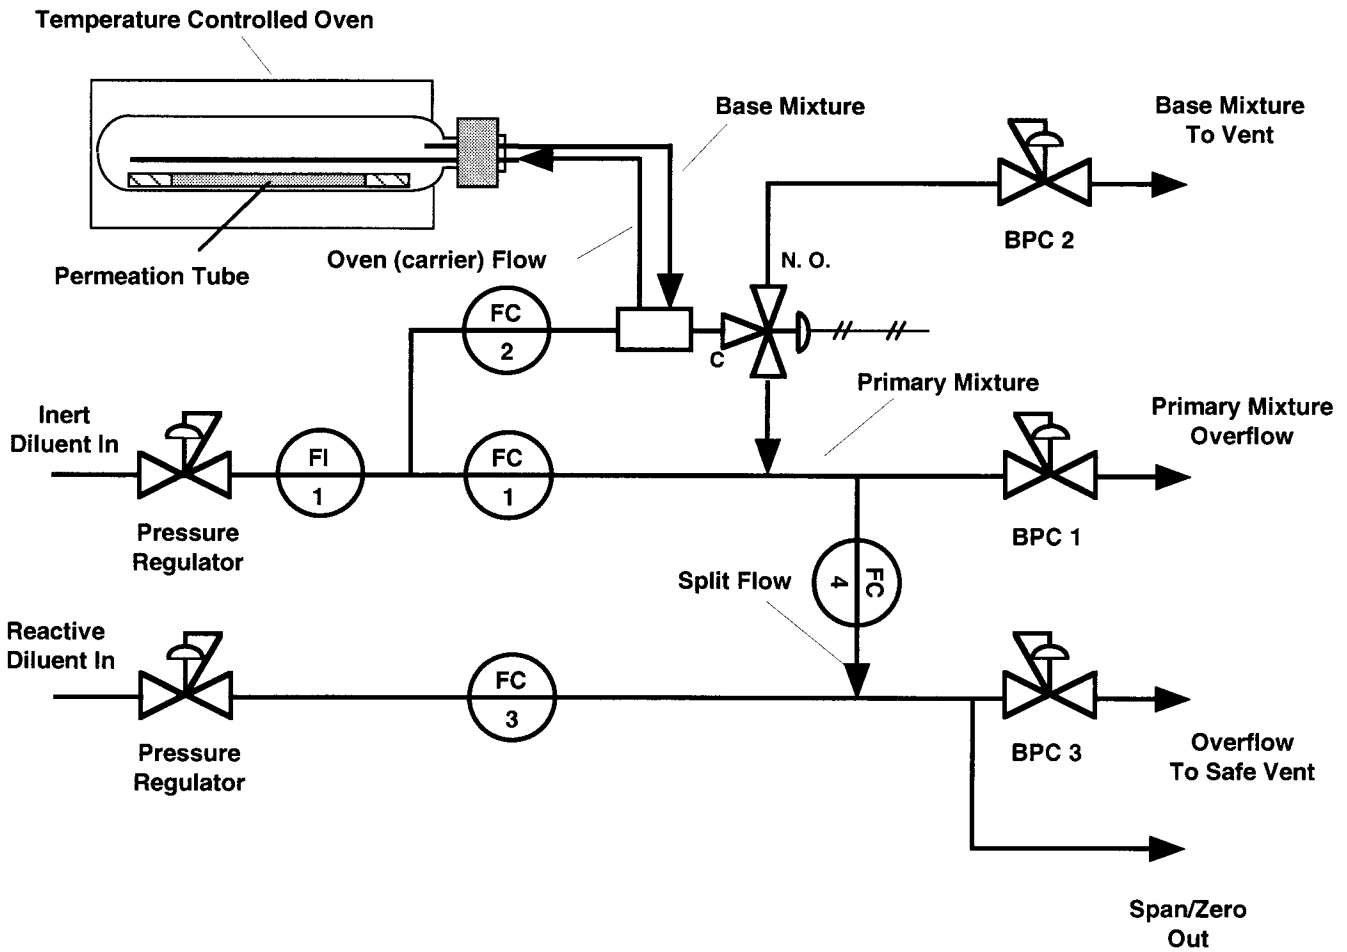 Temperature Controlled Oven
Base Mixture
Base Mixture
To Vent
BPC 2
Permeation Tube
Oven (carrier) Flow
N. O.
FC
2
C
Primary Mixture
Inert
Diluent In
FI
1
FC
1
Primary Mixture
Overflow
Pressure
Regulator
BPC 1
Split Flow
FC
4
Reactive
Diluent In
FC
3
Pressure
Regulator
BPC 3
Overflow
To Safe Vent
Span/Zero
Out